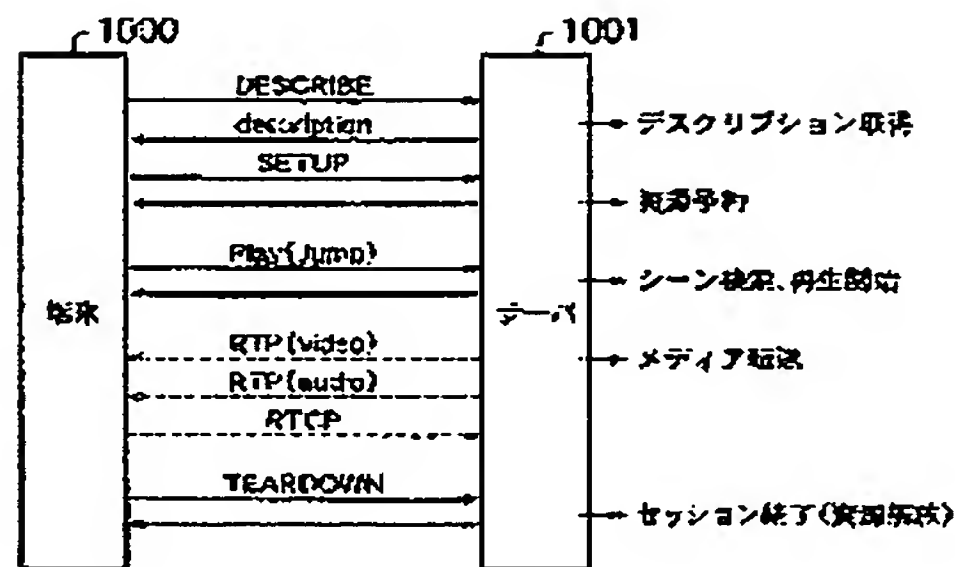 1000
1001
DESCRIBE
description
デスクリプション取得
SETUP
資源予約
Play(Jump)
シーン検索、再生開始
端末
サーバ
RTP(video)
メディア転送
RTP(audio)
RTCP
TEARDOWN
セッション終了(資源解放)